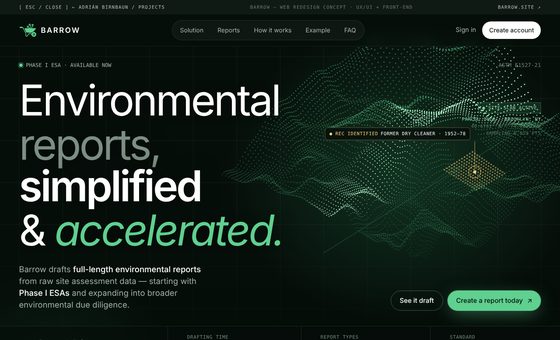 [ ESC / CLOSE ] ← ADRIÁN BIRNBAUM / PROJECTS
BARROW — WEB REDESIGN CONCEPT · UX/UI + FRONT-END
BARROW.SITE ↗
BARROW
Solution
Reports
How it works
Example
FAQ
Sign in
Create account
PHASE I ESA · AVAILABLE NOW
ASTM E1527-21
Environmental
reports,
simplified
& accelerated.
REC IDENTIFIED FORMER DRY CLEANER · 1952–78
Barrow drafts full-length environmental reports
from raw site assessment data — starting with
Phase I ESAs and expanding into broader
environmental due diligence.
See it draft
Create a report today ↗
DRAFTING TIME
REPORT TYPES
STANDARD